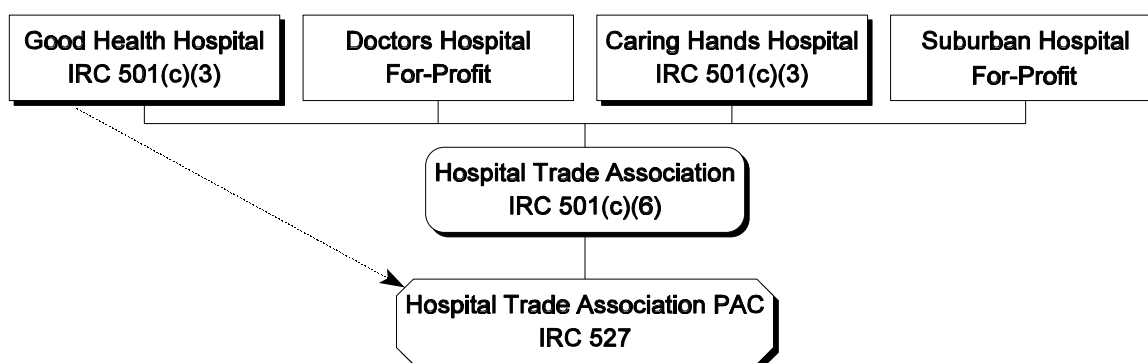 Good Health Hospital
IRC 501(c)(3)
Doctors Hospital
For-Profit
Caring Hands Hospital
IRC 501(c)(3)
Suburban Hospital
For-Profit
Hospital Trade Association
IRC 501(c)(6)
Hospital Trade Association PAC
IRC 527